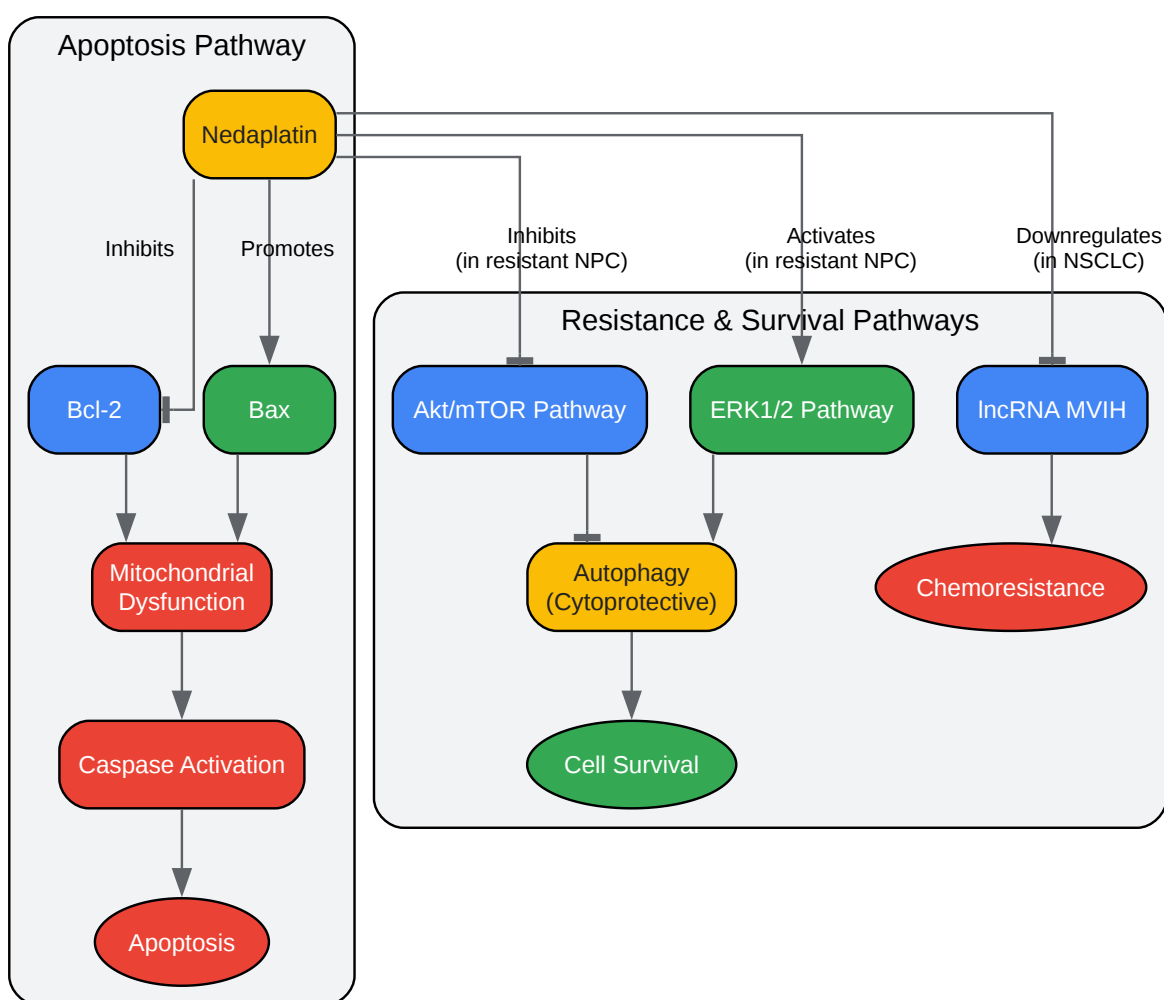 Apoptosis Pathway
Nedaplatin
Inhibits
Promotes
Inhibits
(in resistant NPC)
Activates
(in resistant NPC)
Downregulates
(in NSCLC)
Resistance & Survival Pathways
Bcl-2
Bax
Akt/mTOR Pathway
ERK1/2 Pathway
lncRNA MVIH
Mitochondrial
Dysfunction
Autophagy
(Cytoprotective)
Chemoresistance
Caspase Activation
Cell Survival
Apoptosis